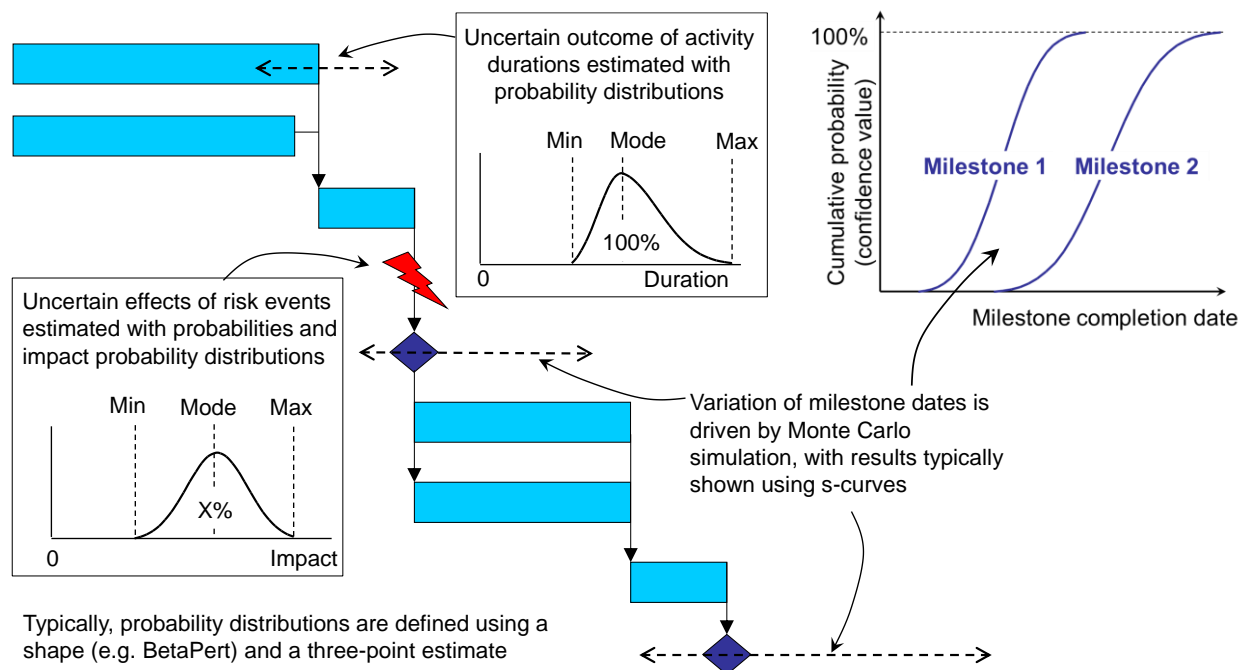 Uncertain outcome of activity
durations estimated with
probability distributions
Min Mode Max
100%
0 Duration
100%
Cumulative probability
(confidence value)
Milestone 1 Milestone 2
Milestone completion date
Uncertain effects of risk events
estimated with probabilities and
impact probability distributions
Min Mode Max
X%
0 Impact
Variation of milestone dates is
driven by Monte Carlo
simulation, with results typically
shown using s-curves
Typically, probability distributions are defined using a
shape (e.g. BetaPert) and a three-point estimate